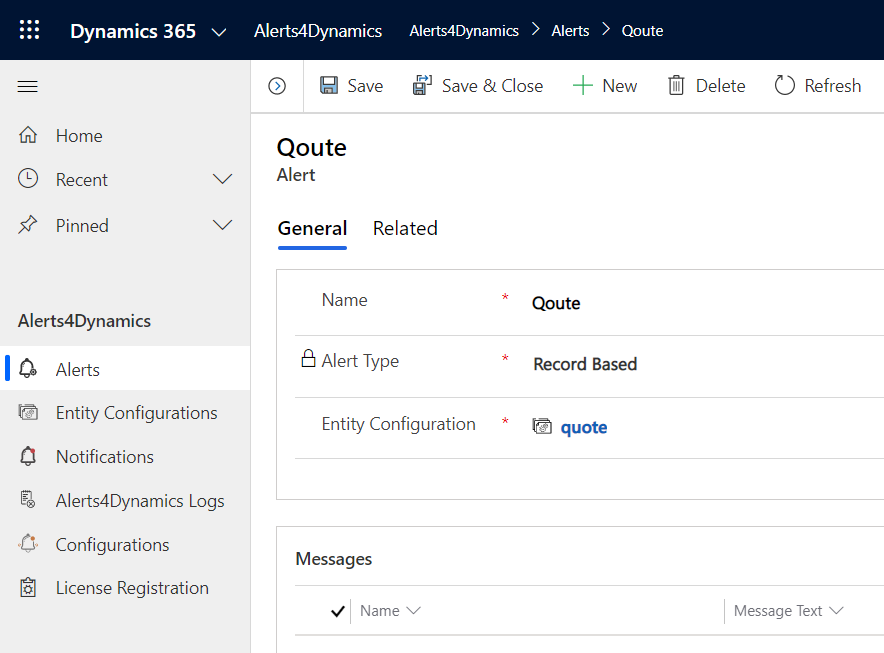 Dynamics 365 Alerts4Dynamics Alerts4Dynamics Alerts Qoute
Save Save & Close New Delete Refresh
Home
Recent
Pinned
Alerts4Dynamics
Alerts
Entity Configurations
Notifications
Alerts4Dynamics Logs
Configurations
License Registration
Qoute
Alert
General Related
Name * Qoute
Alert Type * Record Based
Entity Configuration * quote
Messages
Name Message Text